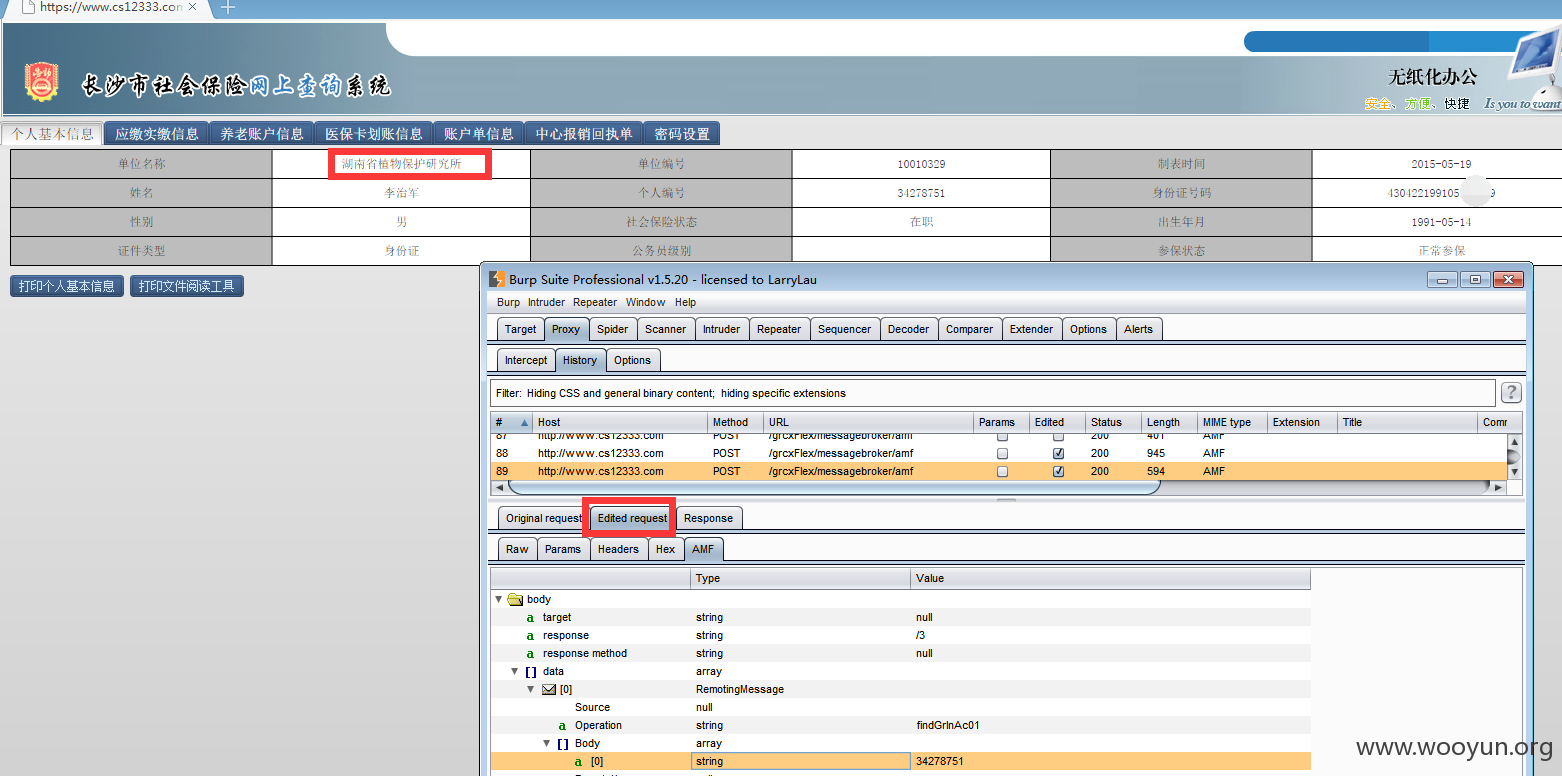 https://www.cs12333.con
长沙市社会保险网上查询系统
无纸化办公
安全、方便、快捷 Is you to want
个人基本信息 应缴实缴信息 养老账户信息 医保卡划账信息 账户单信息 中心报销回执单 密码设置
单位名称 湖南省植物保护研究所 单位编号 10010329 制表时间 2015-05-19
姓名 李治军 个人编号 34278751 身份证号码 430422199105 9
性别 男 社会保险状态 在职 出生年月 1991-05-14
证件类型 身份证 公务员级别 参保状态 正常参保
打印个人基本信息 打印文件阅读工具
Burp Suite Professional v1.5.20 - licensed to LarryLau
Burp Intruder Repeater Window Help
Target Proxy Spider Scanner Intruder Repeater Sequencer Decoder Comparer Extender Options Alerts
Intercept History Options
Filter: Hiding CSS and general binary content; hiding specific extensions ?
# Host Method URL Params Edited Status Length MIME type Extension Title Comr
87 http://www.cs12333.com POST /grcxFlex/messagebroker/amf 200 401 AMF
88 http://www.cs12333.com POST /grcxFlex/messagebroker/amf 200 945 AMF
89 http://www.cs12333.com POST /grcxFlex/messagebroker/amf 200 594 AMF
Original request Edited request Response
Raw Params Headers Hex AMF
Type Value
body
a target string null
a response string /3
a response method string null
[] data array
[0] RemotingMessage
Source null
a Operation string findGrInAc01
[] Body array
a [0] string 34278751
www.wooyun.org